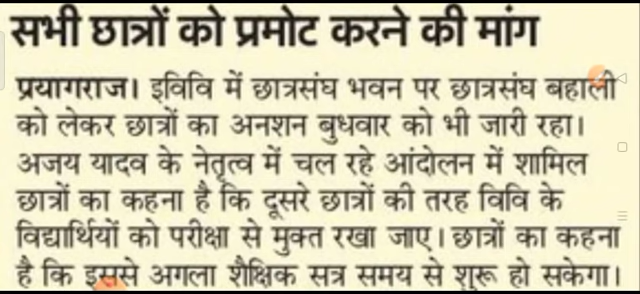 सभी छात्रों को प्रमोट करने की मांग
प्रयागराज। इविवि में छात्रसंघ भवन पर छात्रसंघ बहाली
को लेकर छात्रों का अनशन बुधवार को भी जारी रहा।
अजय यादव के नेतृत्व में चल रहे आंदोलन में शामिल
छात्रों का कहना है कि दूसरे छात्रों की तरह विवि के
विद्यार्थियों को परीक्षा से मुक्त रखा जाए। छात्रों का कहना
है कि इससे अगला शैक्षिक सत्र समय से शुरू हो सकेगा।